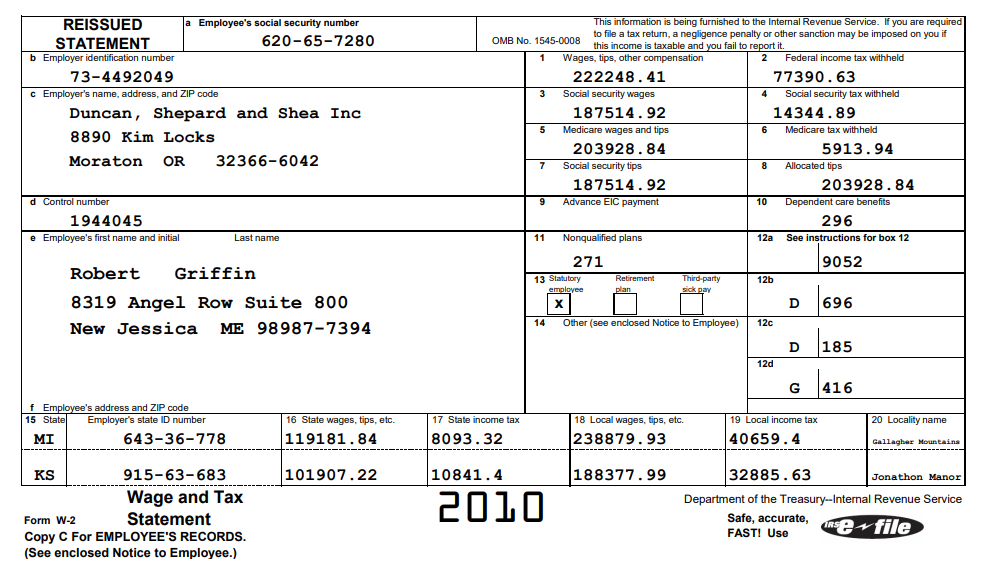 REISSUED STATEMENT
a Employee's social security number
620-65-7280
OMB No. 1545-0008
This information is being furnished to the Internal Revenue Service. If you are required
to file a tax return, a negligence penalty or other sanction may be imposed on you if
this income is taxable and you fail to report it.
b Employer identification number
73-4492049
1 Wages, tips, other compensation
222248.41
2 Federal income tax withheld
77390.63
c Employer's name, address, and ZIP code
Duncan, Shepard and Shea Inc
8890 Kim Locks
Moraton OR 32366-6042
3 Social security wages
187514.92
4 Social security tax withheld
14344.89
5 Medicare wages and tips
203928.84
6 Medicare tax withheld
5913.94
7 Social security tips
187514.92
8 Allocated tips
203928.84
d Control number
1944045
9 Advance EIC payment
10 Dependent care benefits
296
e Employee's first name and initial Last name
Robert Griffin
8319 Angel Row Suite 800
New Jessica ME 98987-7394
f Employee's address and ZIP code
11 Nonqualified plans
271
12a See instructions for box 12
9052
13 Statutory employee
x
Retirement plan
Third-party sick pay
12b
D 696
14 Other (see enclosed Notice to Employee)
12c
D 185
12d
G 416
15 State Employer's state ID number 16 State wages, tips, etc. 17 State income tax 18 Local wages, tips, etc. 19 Local income tax 20 Locality name
MI 643-36-778 119181.84 8093.32 238879.93 40659.4 Gallagher Mountains
KS 915-63-683 101907.22 10841.4 188377.99 32885.63 Jonathon Manor
Form W-2 Wage and Tax Statement
2010
Department of the Treasury--Internal Revenue Service
Copy C For EMPLOYEE'S RECORDS.
(See enclosed Notice to Employee.)
Safe, accurate,
FAST! Use
IRS e-file